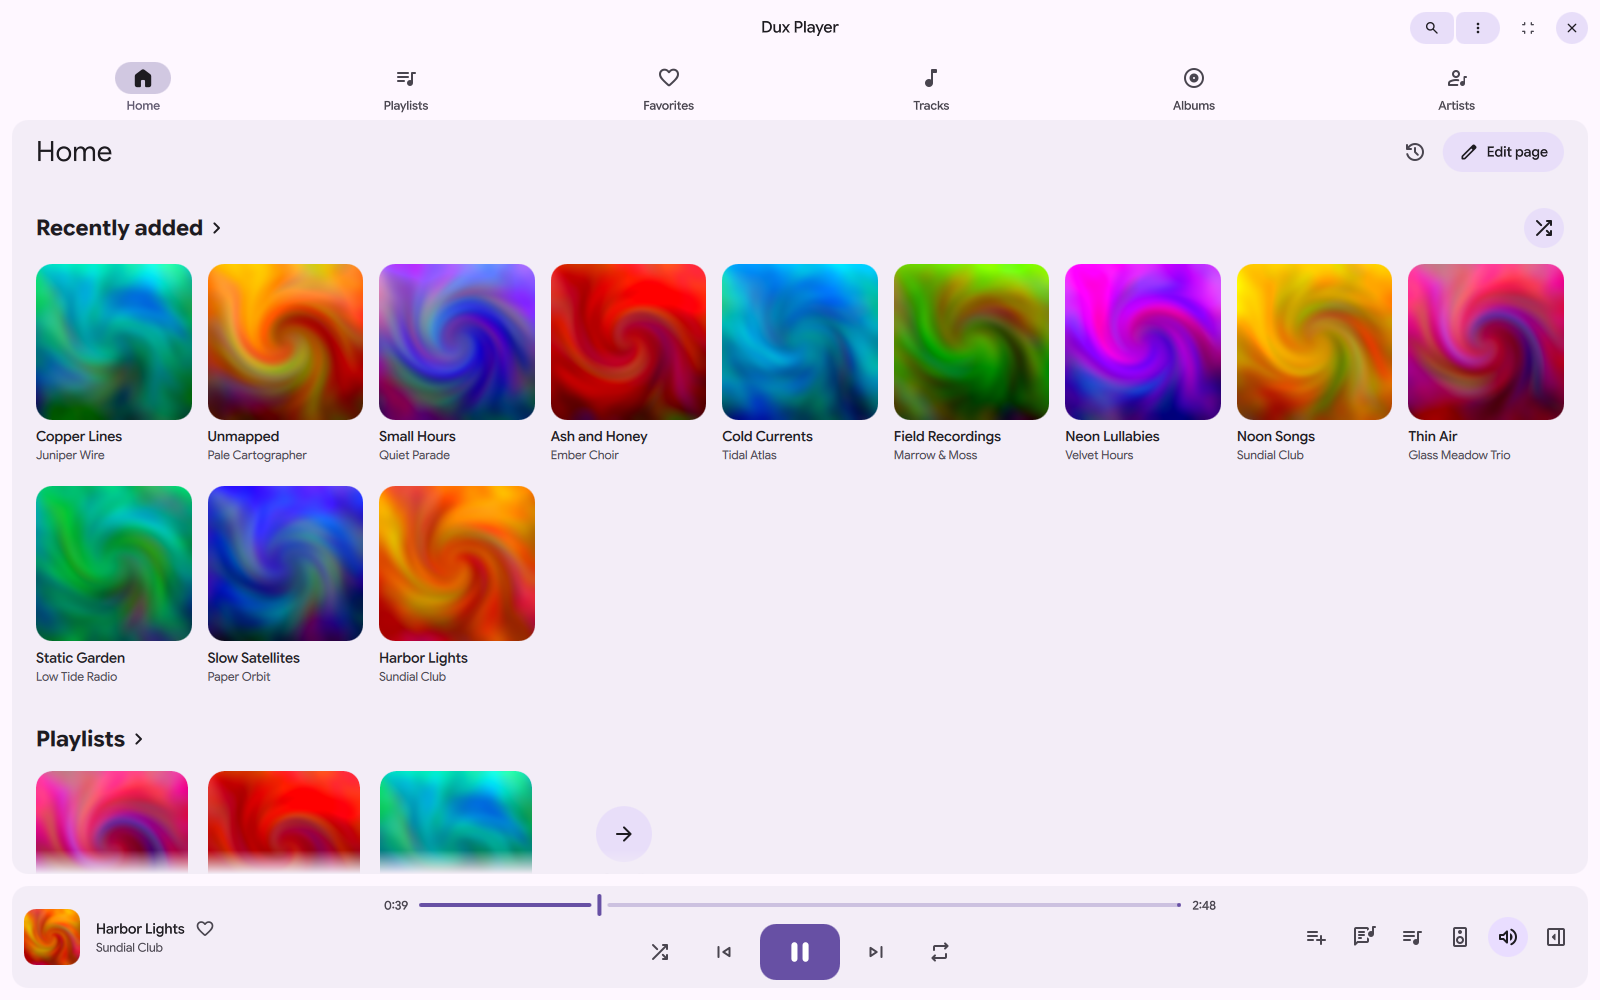 Dux Player
Home
Playlists
Favorites
Tracks
Albums
Artists
Home
Edit page
Recently added
Copper Lines
Juniper Wire
Unmapped
Pale Cartographer
Small Hours
Quiet Parade
Ash and Honey
Ember Choir
Cold Currents
Tidal Atlas
Field Recordings
Marrow & Moss
Neon Lullabies
Velvet Hours
Noon Songs
Sundial Club
Thin Air
Glass Meadow Trio
Static Garden
Low Tide Radio
Slow Satellites
Paper Orbit
Harbor Lights
Sundial Club
Playlists
Harbor Lights
Sundial Club
0:39
2:48